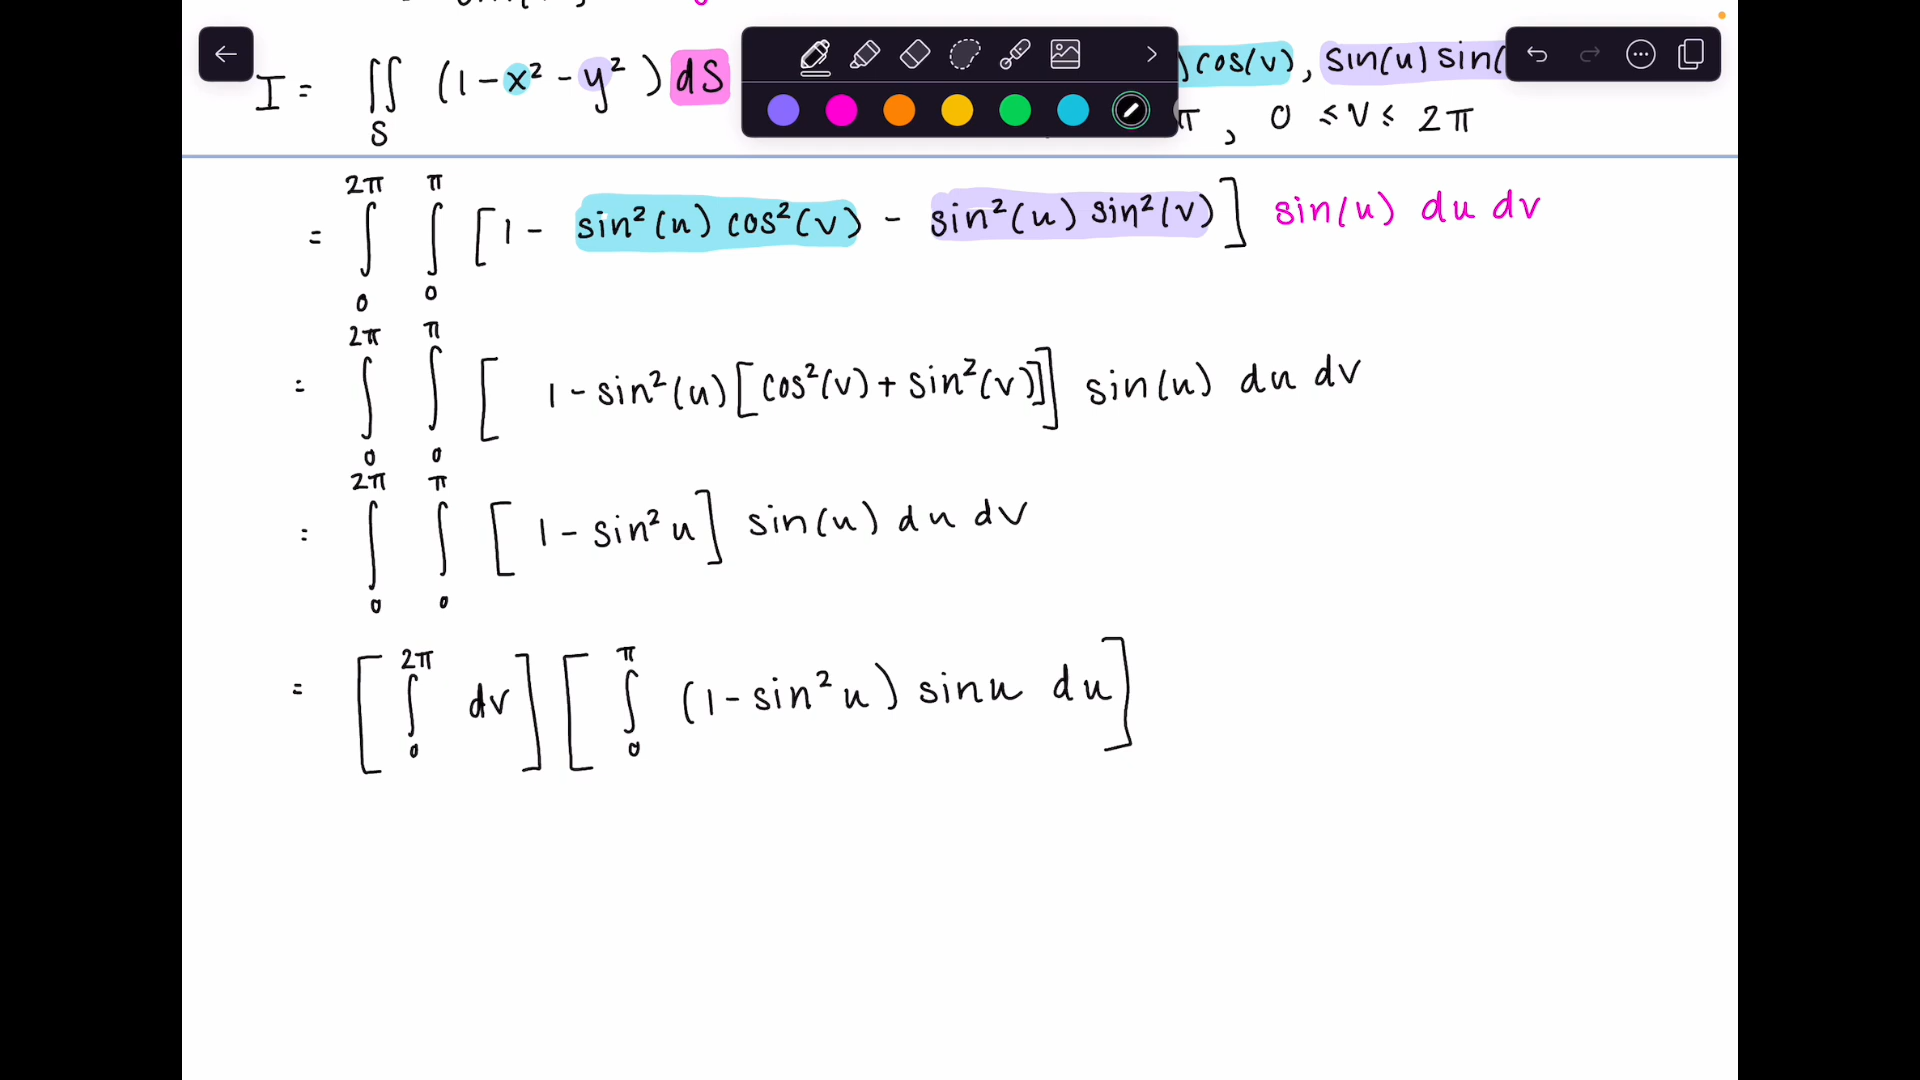 I = ∬_S (1 - x² - y²) dS cos(v), sin(u) sin(
π, 0 ≤ v ≤ 2π
= ∫_0^{2π} ∫_0^π [1 - sin²(u) cos²(v) - sin²(u) sin²(v)] sin(u) du dv
= ∫_0^{2π} ∫_0^π [1 - sin²(u)[cos²(v) + sin²(v)]] sin(u) du dv
= ∫_0^{2π} ∫_0^π [1 - sin² u] sin(u) du dv
= [∫_0^{2π} dv] [∫_0^π (1 - sin² u) sin u du]